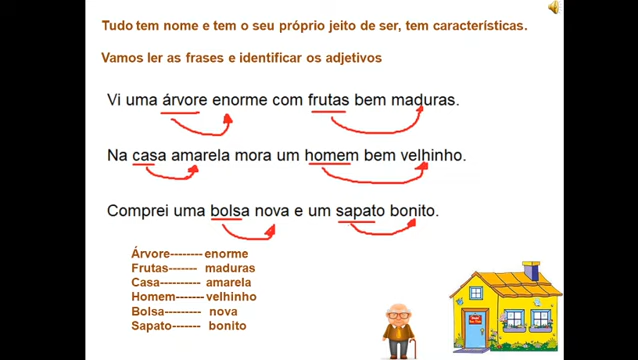 Tudo tem nome e tem o seu próprio jeito de ser, tem características.
Vamos ler as frases e identificar os adjetivos
Vi uma árvore enorme com frutas bem maduras.
Na casa amarela mora um homem bem velhinho.
Comprei uma bolsa nova e um sapato bonito.
Árvore-------- enorme
Frutas------- maduras
Casa---------- amarela
Homem-------velhinho
Bolsa--------- nova
Sapato------- bonito